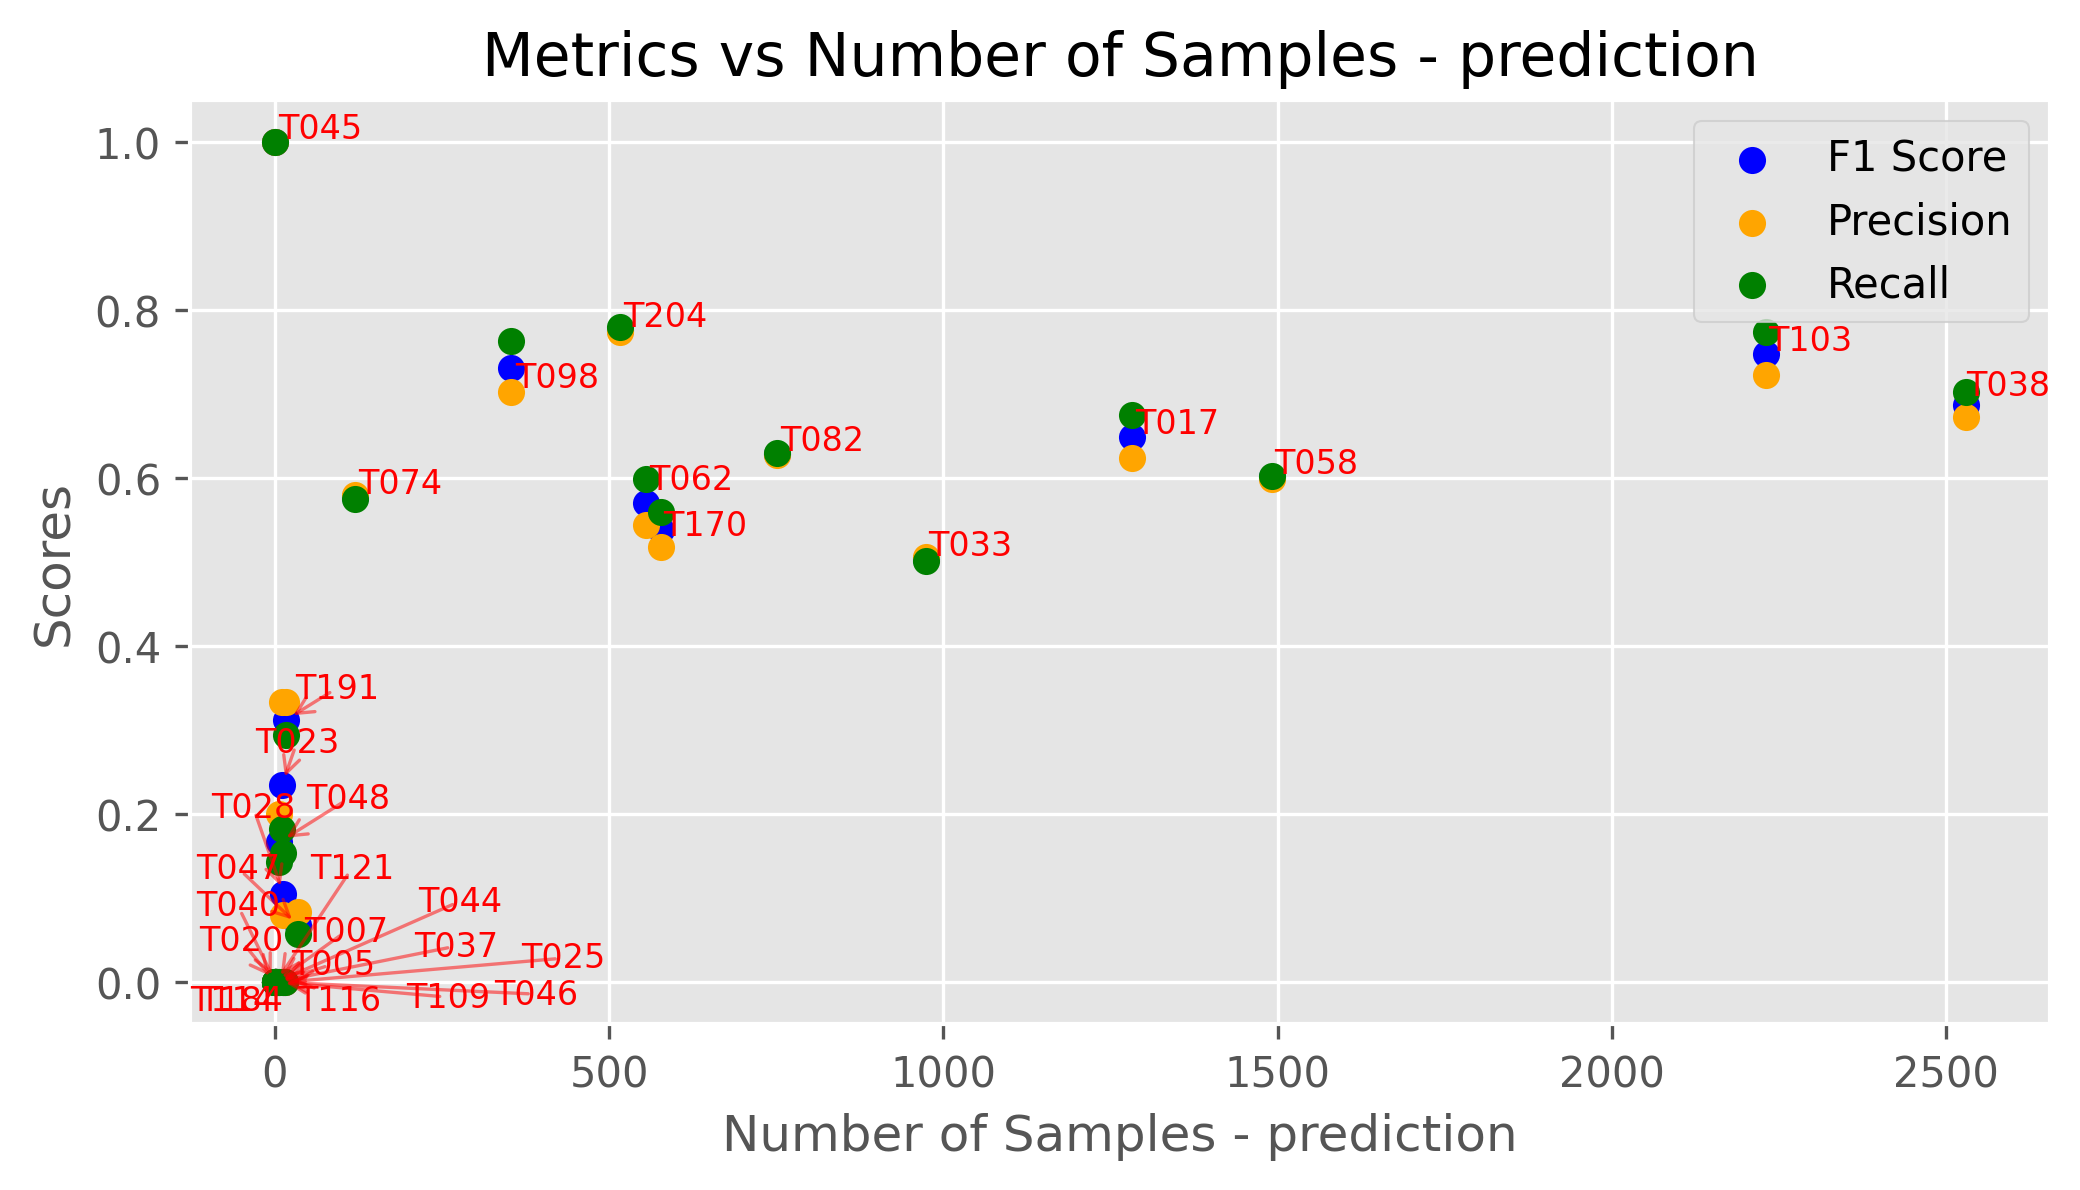 Metrics vs Number of Samples - prediction
T045
F1 Score
Precision
Recall
T204
T103
T098
T038
T017
T082
T058
T062
T074
T170
T033
T191
T023
T028
T048
T047
T121
T040
T044
T020
T007
T037
T025
T005
T184
T116
T109
T046
1.0
0.8
0.6
0.4
0.2
0.0
Scores
0
500
1000
1500
2000
2500
Number of Samples - prediction